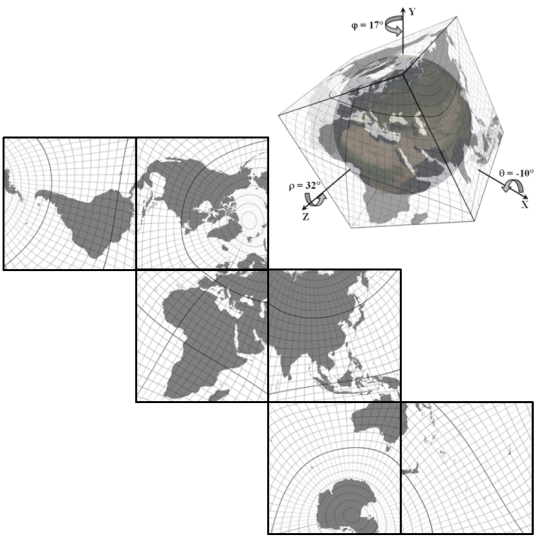 Y
φ = 17°
θ = -10°
X
ρ = 32°
Z